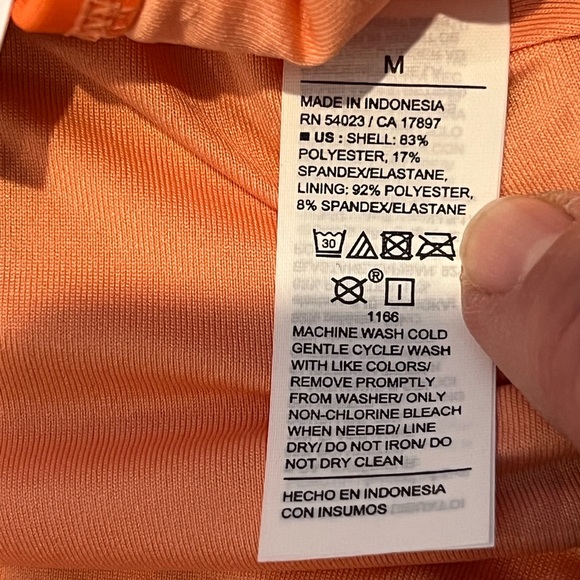 M
MADE IN INDONESIA
RN 54023 / CA 17897
■ US : SHELL: 83%
POLYESTER, 17%
SPANDEX/ELASTANE,
LINING: 92% POLYESTER,
8% SPANDEX/ELASTANE
30
®
1166
MACHINE WASH COLD
GENTLE CYCLE/ WASH
WITH LIKE COLORS/
REMOVE PROMPTLY
FROM WASHER/ ONLY
NON-CHLORINE BLEACH
WHEN NEEDED/ LINE
DRY/ DO NOT IRON/ DO
NOT DRY CLEAN
HECHO EN INDONESIA
CON INSUMOS